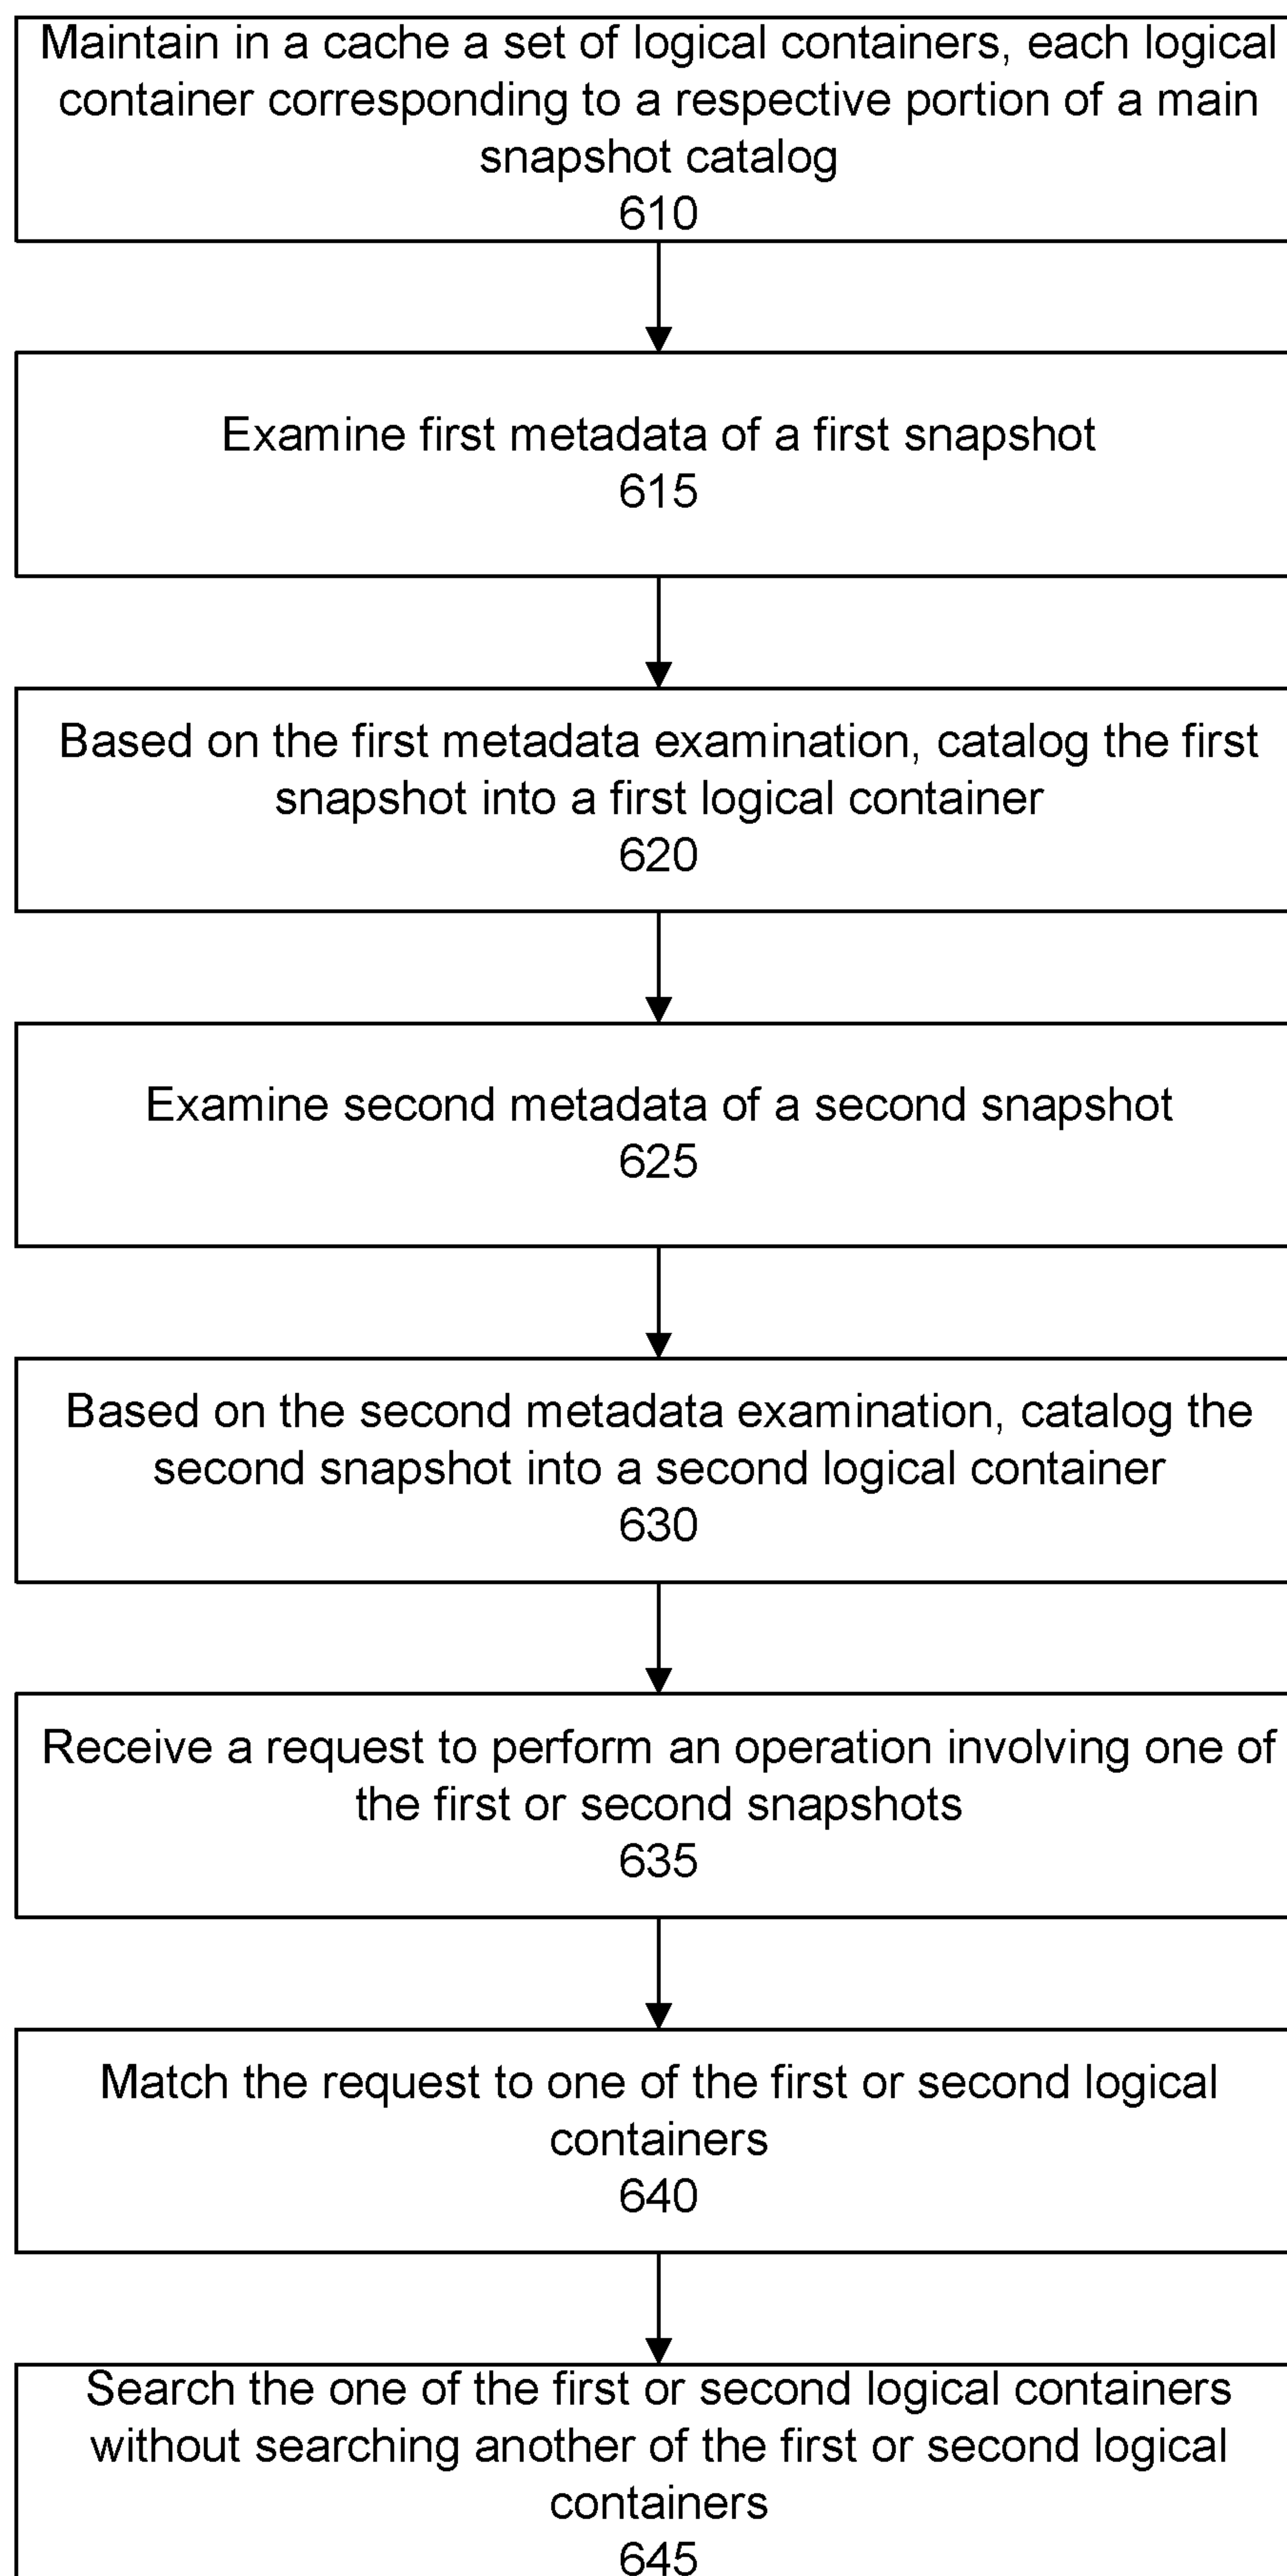 Maintain in a cache a set of logical containers, each logical
container corresponding to a respective portion of a main
snapshot catalog
610
Examine first metadata of a first snapshot
615
Based on the first metadata examination, catalog the first
snapshot into a first logical container
620
Examine second metadata of a second snapshot
625
Based on the second metadata examination, catalog the
second snapshot into a second logical container
630
Receive a request to perform an operation involving one of
the first or second snapshots
635
Match the request to one of the first or second logical
containers
640
Search the one of the first or second logical containers
without searching another of the first or second logical
containers
645